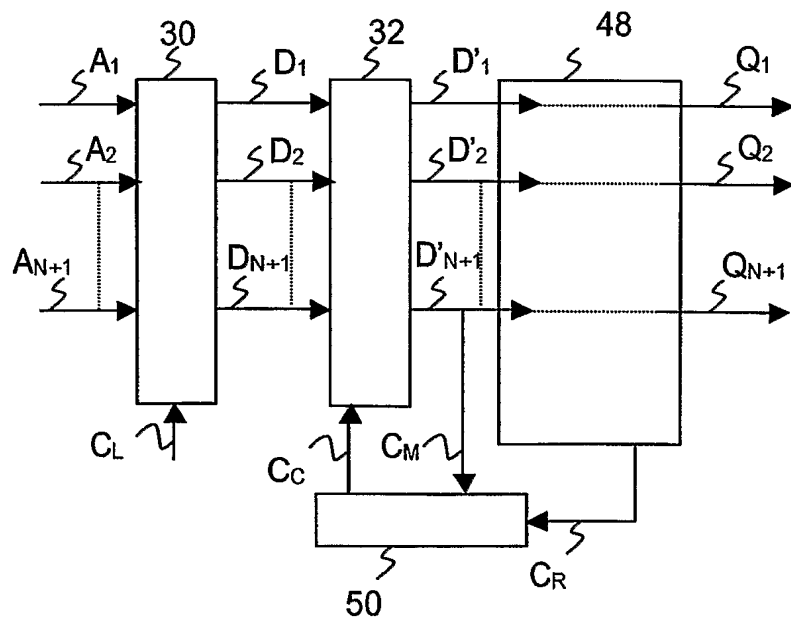 30 32 48
A1 D1 D'1 Q1
A2 D2 D'2 Q2
AN+1 DN+1 D'N+1 QN+1
CL CC CM
50 CR